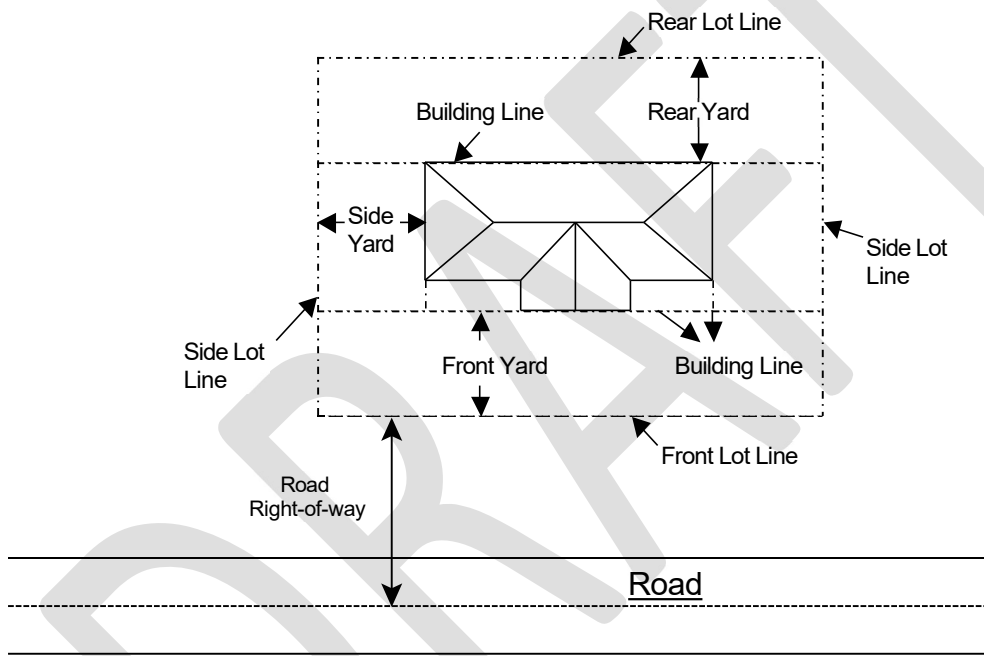 Rear Lot Line
Building Line
Rear Yard
Side
Yard
Side Lot
Line
Side Lot
Line
Front Yard
Building Line
Front Lot Line
Road
Right-of-way
Road
DRAFT